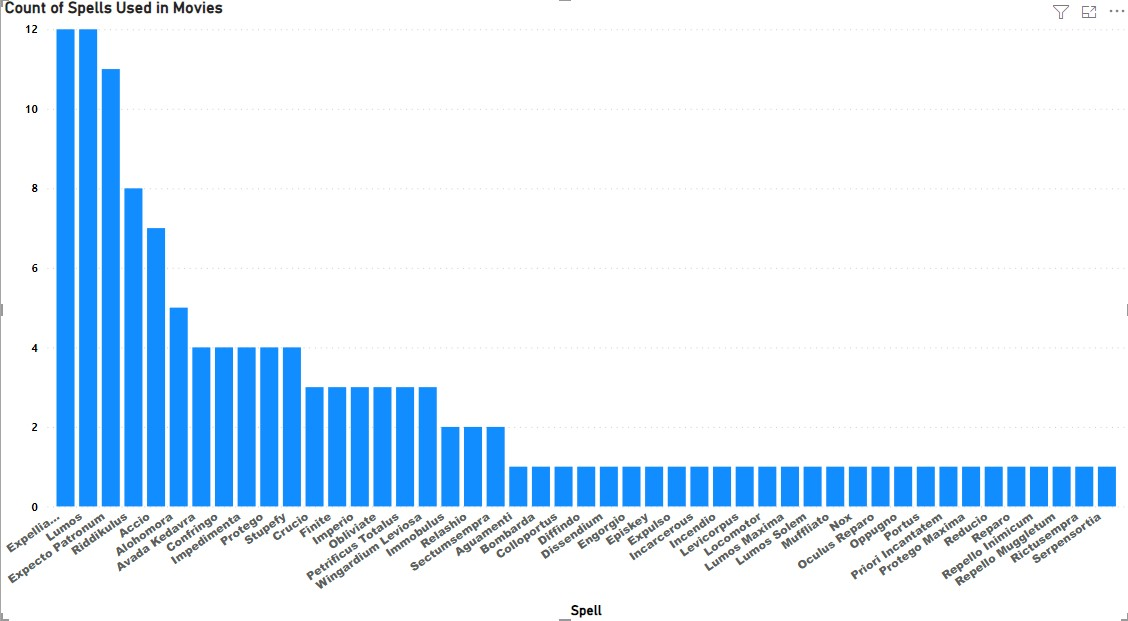 Count of Spells Used in Movies
12
10
8
6
4
2
0
Expellia...
Lumos
Expecto Patronum
Riddikulus
Accio
Alohomora
Avada Kedavra
Confringo
Impedimenta
Protego
Stupefy
Crucio
Finite
Imperio
Obliviate
Petrificus Totalus
Wingardium Leviosa
Immobulus
Relashio
Sectumsempra
Aguamenti
Bombarda
Colloportus
Diffindo
Dissendium
Engorgio
Episkey
Expulso
Incarcerous
Incendio
Levicorpus
Locomotor
Lumos Maxima
Lumos Solem
Muffliato
Nox
Oculus Reparo
Oppugno
Portus
Priori Incantatem
Protego Maxima
Reducio
Reparo
Repello Inimicum
Repello Muggletum
Rictusempra
Serpensortia
Spell